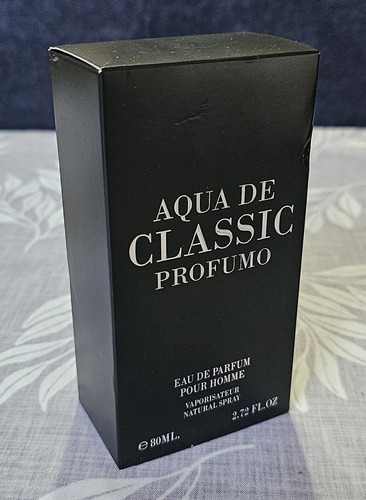 AQUA DE
CLASSIC
PROFUMO
EAU DE PARFUM
POUR HOMME
VAPORISATEUR
NATURAL SPRAY
℮ 80ML. 2.72 FL.OZ